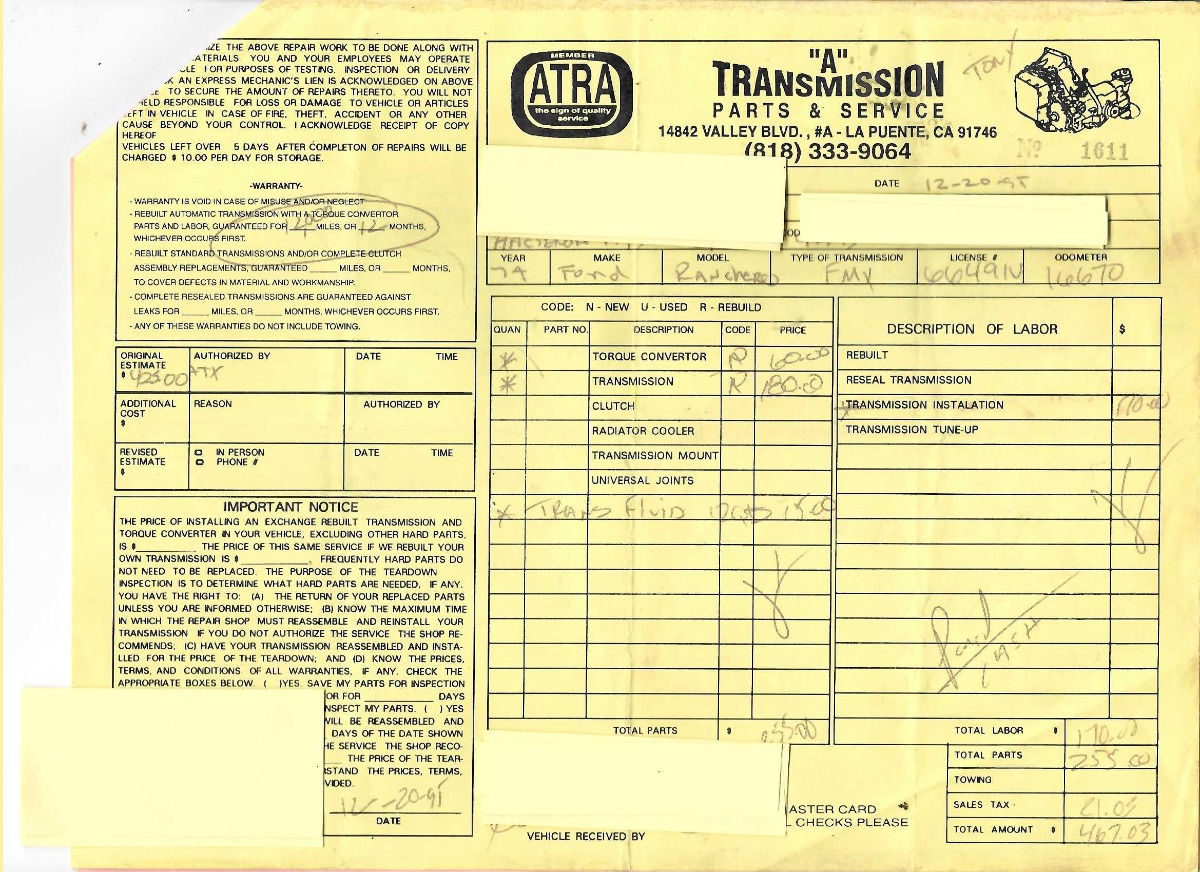 IZE THE ABOVE REPAIR WORK TO BE DONE ALONG WITH
ATERIALS. YOU AND YOUR EMPLOYEES MAY OPERATE
CLE FOR PURPOSES OF TESTING. INSPECTION OR DELIVERY
AN EXPRESS MECHANIC'S LIEN IS ACKNOWLEDGED ON ABOVE
E TO SECURE THE AMOUNT OF REPAIRS THERETO. YOU WILL NOT
HELD RESPONSIBLE FOR LOSS OR DAMAGE TO VEHICLE OR ARTICLES
LEFT IN VEHICLE IN CASE OF FIRE, THEFT, ACCIDENT OR ANY OTHER
CAUSE BEYOND YOUR CONTROL. I ACKNOWLEDGE RECEIPT OF COPY
HEREOF
VEHICLES LEFT OVER 5 DAYS AFTER COMPLETON OF REPAIRS WILL BE
CHARGED $ 10.00 PER DAY FOR STORAGE.
-WARRANTY-
- WARRANTY IS VOID IN CASE OF MISUSE AND/OR NEGLECT
- REBUILT AUTOMATIC TRANSMISSION WITH A TORQUE CONVERTOR
PARTS AND LABOR, GUARANTEED FOR 12000 MILES, OR 12 MONTHS,
WHICHEVER OCCURS FIRST.
- REBUILT STANDARD TRANSMISSIONS AND/OR COMPLETE CLUTCH
ASSEMBLY REPLACEMENTS, GUARANTEED ____ MILES, OR ____ MONTHS,
TO COVER DEFECTS IN MATERIAL AND WORKMANSHIP.
- COMPLETE RESEALED TRANSMISSIONS ARE GUARANTEED AGAINST
LEAKS FOR ____ MILES, OR ____ MONTHS, WHICHEVER OCCURS FIRST.
- ANY OF THESE WARRANTIES DO NOT INCLUDE TOWING.
ORIGINAL ESTIMATE $ 425.00 AUTHORIZED BY DATE TIME
ADDITIONAL COST $ REASON AUTHORIZED BY
REVISED ESTIMATE $ IN PERSON PHONE # DATE TIME
IMPORTANT NOTICE
THE PRICE OF INSTALLING AN EXCHANGE REBUILT TRANSMISSION AND
TORQUE CONVERTER IN YOUR VEHICLE, EXCLUDING OTHER HARD PARTS,
IS $________ THE PRICE OF THIS SAME SERVICE IF WE REBUILT YOUR
OWN TRANSMISSION IS $________, FREQUENTLY HARD PARTS DO
NOT NEED TO BE REPLACED. THE PURPOSE OF THE TEARDOWN
INSPECTION IS TO DETERMINE WHAT HARD PARTS ARE NEEDED, IF ANY.
YOU HAVE THE RIGHT TO: (A) THE RETURN OF YOUR REPLACED PARTS
UNLESS YOU ARE INFORMED OTHERWISE; (B) KNOW THE MAXIMUM TIME
IN WHICH THE REPAIR SHOP MUST REASSEMBLE AND REINSTALL YOUR
TRANSMISSION IF YOU DO NOT AUTHORIZE THE SERVICE THE SHOP RE-
COMMENDS; (C) HAVE YOUR TRANSMISSION REASSEMBLED AND INSTA-
LLED FOR THE PRICE OF THE TEARDOWN; AND (D) KNOW THE PRICES,
TERMS, AND CONDITIONS OF ALL WARRANTIES, IF ANY. CHECK THE
APPROPRIATE BOXES BELOW. ( )YES. SAVE MY PARTS FOR INSPECTION
OR FOR ________ DAYS
NSPECT MY PARTS. ( ) YES
WILL BE REASSEMBLED AND
DAYS OF THE DATE SHOWN
HE SERVICE THE SHOP RECO-
THE PRICE OF THE TEAR-
STAND THE PRICES, TERMS,
VIDED.
12-20-95
DATE
MEMBER
ATRA
the sign of quality
service
"A"
TRANSMISSION
PARTS & SERVICE
14842 VALLEY BLVD., #A - LA PUENTE, CA 91746
(818) 333-9064
TONY
Nº 1611
DATE 12-20-95
YEAR MAKE MODEL TYPE OF TRANSMISSION LICENSE # ODOMETER
74 Ford Ranchero FMX 66491N 16670
CODE: N - NEW U - USED R - REBUILD
QUAN PART NO. DESCRIPTION CODE PRICE
* TORQUE CONVERTOR R 60.00
* TRANSMISSION R 180.00
CLUTCH
RADIATOR COOLER
TRANSMISSION MOUNT
UNIVERSAL JOINTS
* TRANS FLUID 15.00
TOTAL PARTS $ 255.00
DESCRIPTION OF LABOR $
REBUILT
RESEAL TRANSMISSION
TRANSMISSION INSTALATION 170.00
TRANSMISSION TUNE-UP
Paid
CASH
TOTAL LABOR $ 170.00
TOTAL PARTS 255.00
TOWING
SALES TAX 21.03
TOTAL AMOUNT $ 467.03
ASTER CARD
CHECKS PLEASE
VEHICLE RECEIVED BY